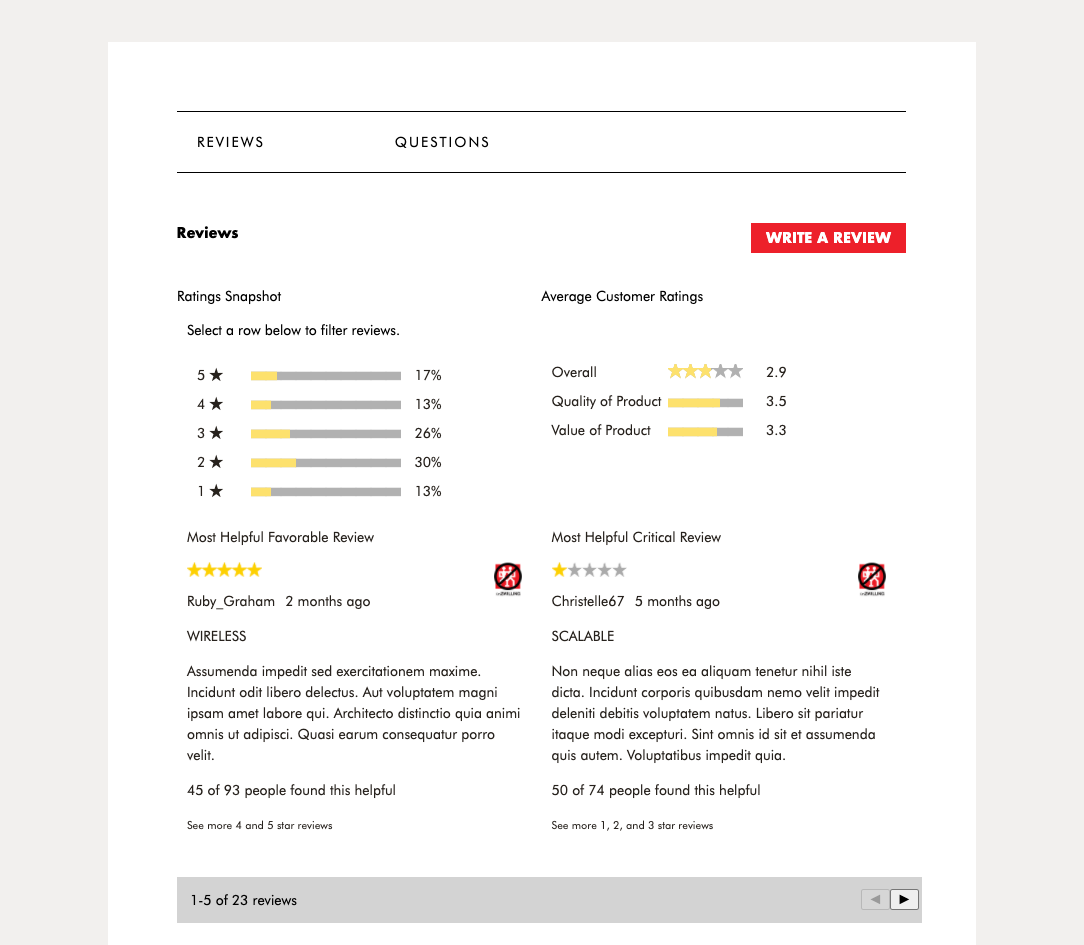 REVIEWS
QUESTIONS
Reviews
WRITE A REVIEW
Ratings Snapshot
Select a row below to filter reviews.
5 ★ 17%
4 ★ 13%
3 ★ 26%
2 ★ 30%
1 ★ 13%
Average Customer Ratings
Overall 2.9
Quality of Product 3.5
Value of Product 3.3
Most Helpful Favorable Review
Ruby_Graham 2 months ago
WIRELESS
Assumenda impedit sed exercitationem maxime.
Incidunt odit libero delectus. Aut voluptatem magni
ipsam amet labore qui. Architecto distinctio quia animi
omnis ut adipisci. Quasi earum consequatur porro
velit.
45 of 93 people found this helpful
See more 4 and 5 star reviews
Most Helpful Critical Review
Christelle67 5 months ago
SCALABLE
Non neque alias eos ea aliquam tenetur nihil iste
dicta. Incidunt corporis quibusdam nemo velit impedit
deleniti debitis voluptatem natus. Libero sit pariatur
itaque modi excepturi. Sint omnis id sit et assumenda
quis autem. Voluptatibus impedit quia.
50 of 74 people found this helpful
See more 1, 2, and 3 star reviews
1-5 of 23 reviews